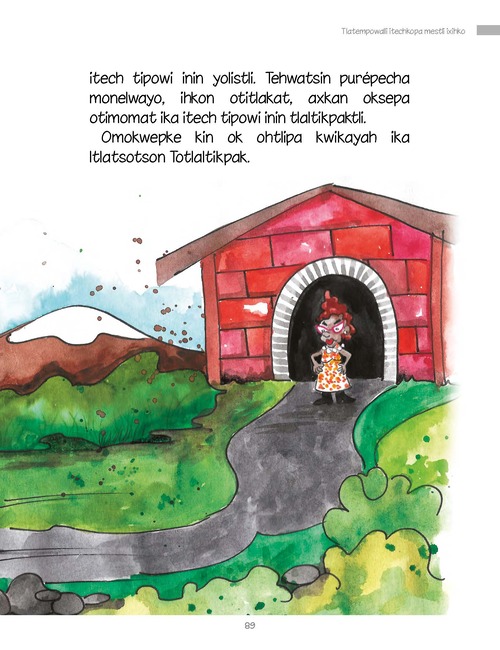 Tlatempowalli itechkopa mestli ixihko
itech tipowi inin yolistli. Tehwatsin purépecha
monelwayo, ihkon otitlakat, axkan oksepa
otimomat ika itech tipowi inin tlaltikpaktli.
Omokwepke kin ok ohtlipa kwikayah ika
Itlatsotson Totlaltikpak.
89